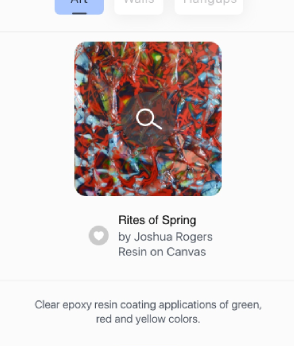 Art Walls Hangups
Rites of Spring
by Joshua Rogers
Resin on Canvas
Clear epoxy resin coating applications of green,
red and yellow colors.